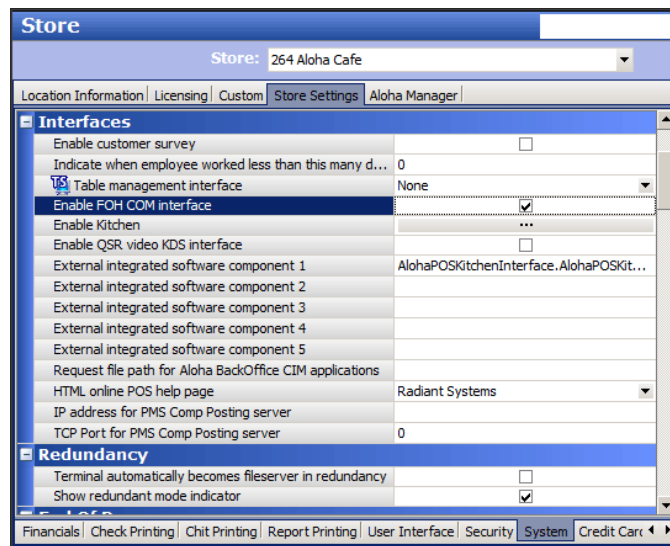 Store
Store: 264 Aloha Cafe
Location Information Licensing Custom Store Settings Aloha Manager
Interfaces
Enable customer survey
Indicate when employee worked less than this many d... 0
Table management interface None
Enable FOH COM interface
Enable Kitchen ...
Enable QSR video KDS interface
External integrated software component 1 AlohaPOSKitchenInterface.AlohaPOSKit...
External integrated software component 2
External integrated software component 3
External integrated software component 4
External integrated software component 5
Request file path for Aloha BackOffice CIM applications
HTML online POS help page Radiant Systems
IP address for PMS Comp Posting server
TCP Port for PMS Comp Posting server 0
Redundancy
Terminal automatically becomes fileserver in redundancy
Show redundant mode indicator
Financials Check Printing Chit Printing Report Printing User Interface Security System Credit Car